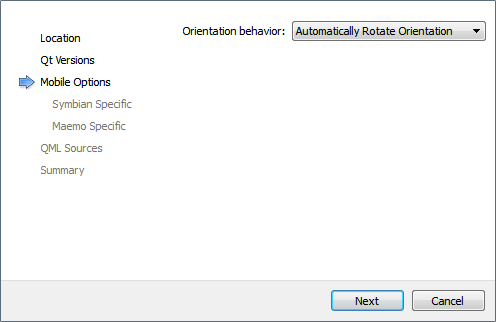 Orientation behavior: Automatically Rotate Orientation
Location
Qt Versions
Mobile Options
Symbian Specific
Maemo Specific
QML Sources
Summary
Next Cancel